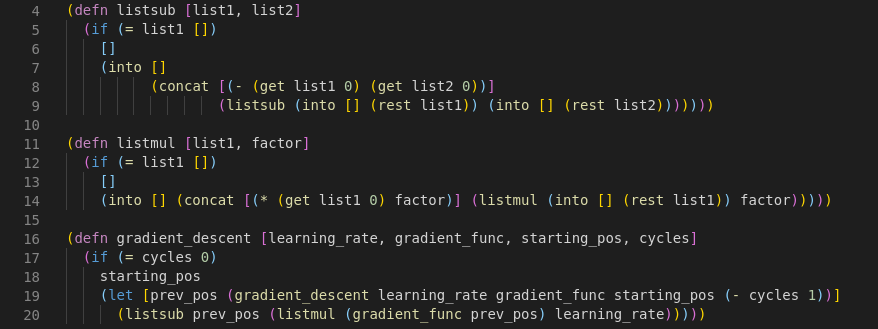 4 (defn listsub [list1, list2]
5   (if (= list1 [])
6     []
7     (into []
8           (concat [(- (get list1 0) (get list2 0))]
9                   (listsub (into [] (rest list1)) (into [] (rest list2)))))))
10
11 (defn listmul [list1, factor]
12   (if (= list1 [])
13     []
14     (into [] (concat [(* (get list1 0) factor)] (listmul (into [] (rest list1)) factor)))))
15
16 (defn gradient_descent [learning_rate, gradient_func, starting_pos, cycles]
17   (if (= cycles 0)
18     starting_pos
19     (let [prev_pos (gradient_descent learning_rate gradient_func starting_pos (- cycles 1))]
20       (listsub prev_pos (listmul (gradient_func prev_pos) learning_rate)))))